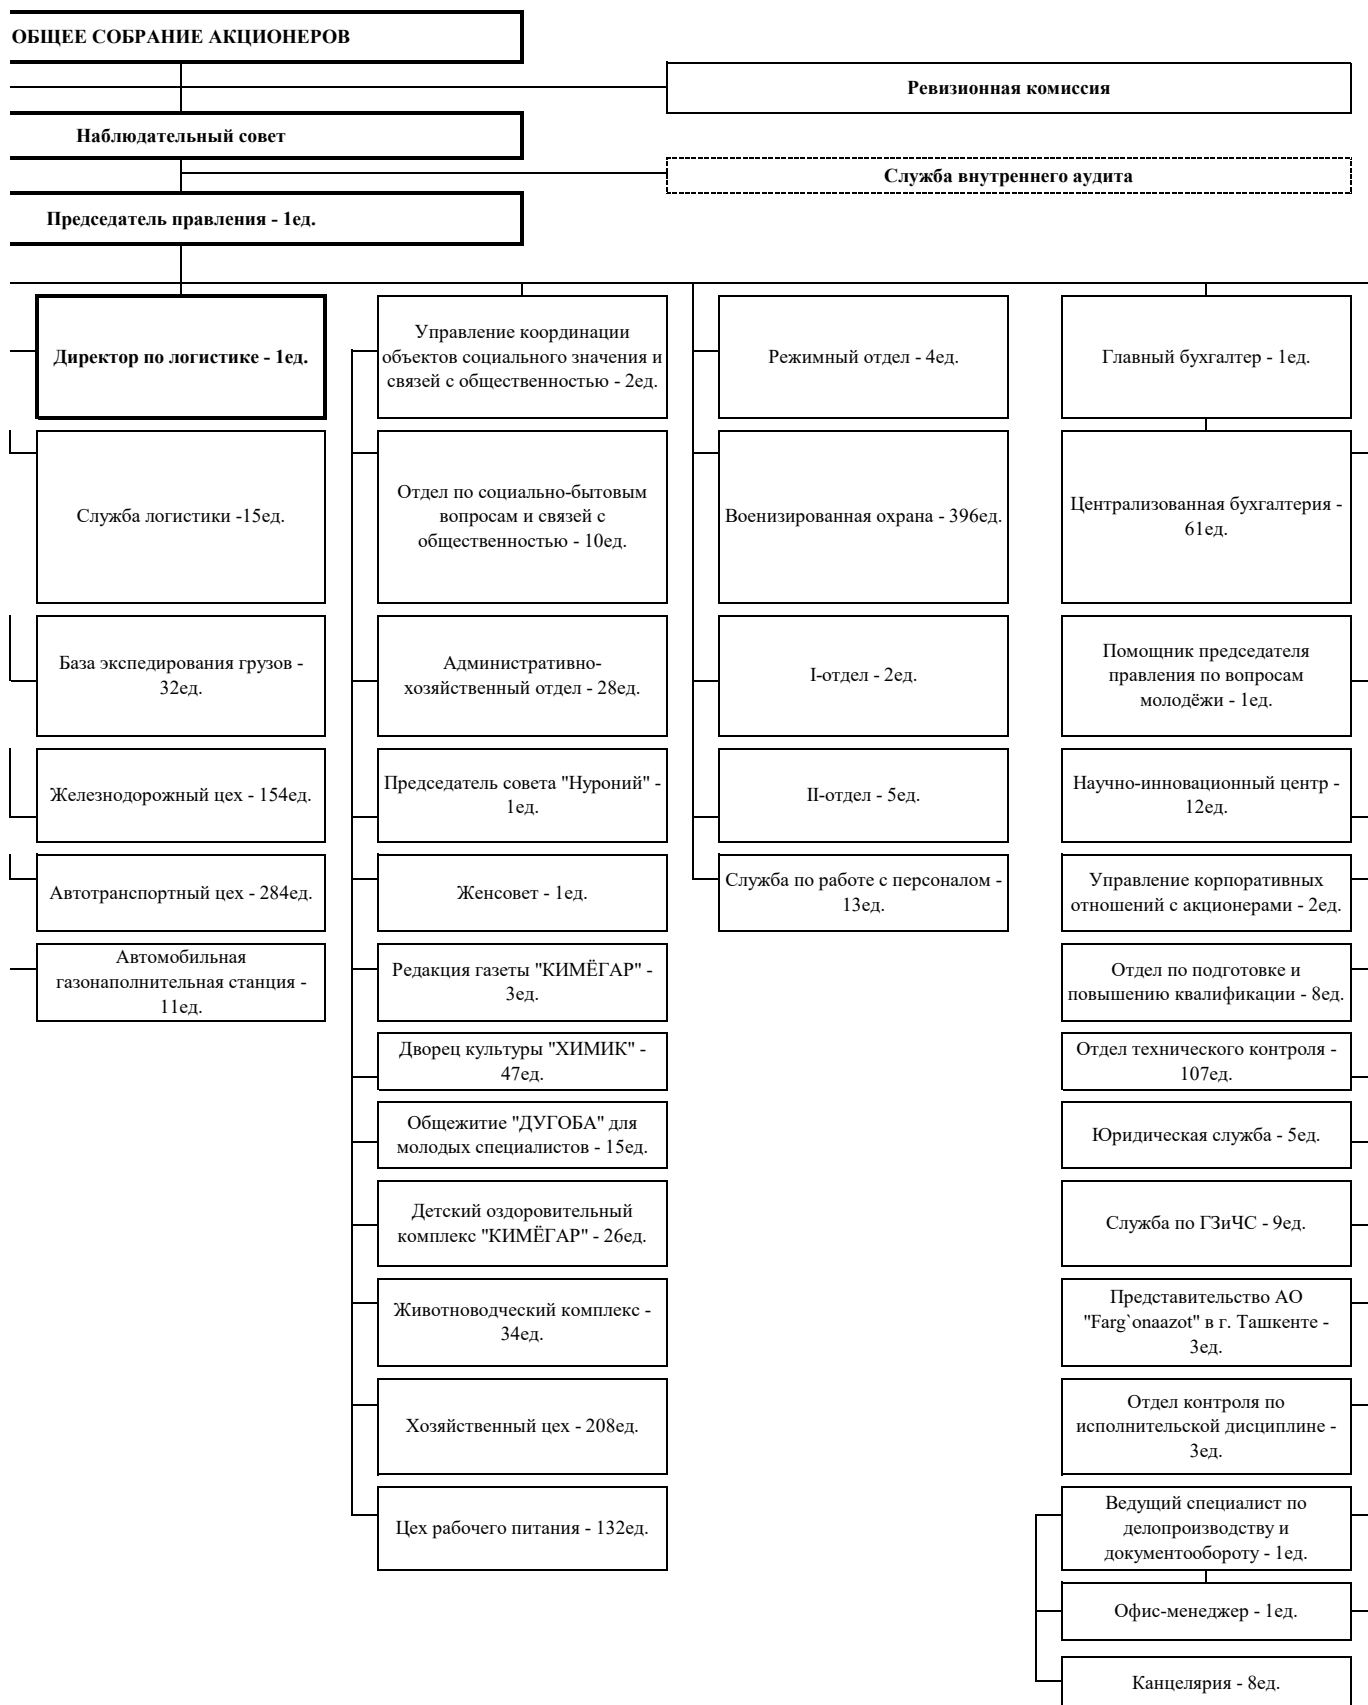 ОБЩЕЕ СОБРАНИЕ АКЦИОНЕРОВ
Ревизионная комиссия
Наблюдательный совет
Служба внутреннего аудита
Председатель правления - 1ед.
Директор по логистике - 1ед.
Служба логистики -15ед.
База экспедирования грузов -
32ед.
Железнодорожный цех - 154ед.
Автотранспортный цех - 284ед.
Автомобильная
газонаполнительная станция -
11ед.
Управление координации
объектов социального значения и
связей с общественностью - 2ед.
Отдел по социально-бытовым
вопросам и связей с
общественностью - 10ед.
Административно-
хозяйственный отдел - 28ед.
Председатель совета "Нуроний" -
1ед.
Женсовет - 1ед.
Редакция газеты "КИМЁГАР" -
3ед.
Дворец культуры "ХИМИК" -
47ед.
Общежитие "ДУГОБА" для
молодых специалистов - 15ед.
Детский оздоровительный
комплекс "КИМЁГАР" - 26ед.
Животноводческий комплекс -
34ед.
Хозяйственный цех - 208ед.
Цех рабочего питания - 132ед.
Режимный отдел - 4ед.
Военизированная охрана - 396ед.
I-отдел - 2ед.
II-отдел - 5ед.
Служба по работе с персоналом -
13ед.
Главный бухгалтер - 1ед.
Централизованная бухгалтерия -
61ед.
Помощник председателя
правления по вопросам
молодёжи - 1ед.
Научно-инновационный центр -
12ед.
Управление корпоративных
отношений с акционерами - 2ед.
Отдел по подготовке и
повышению квалификации - 8ед.
Отдел технического контроля -
107ед.
Юридическая служба - 5ед.
Служба по ГЗиЧС - 9ед.
Представительство АО
"Farg`onaazot" в г. Ташкенте -
3ед.
Отдел контроля по
исполнительской дисциплине -
3ед.
Ведущий специалист по
делопроизводству и
документообороту - 1ед.
Офис-менеджер - 1ед.
Канцелярия - 8ед.